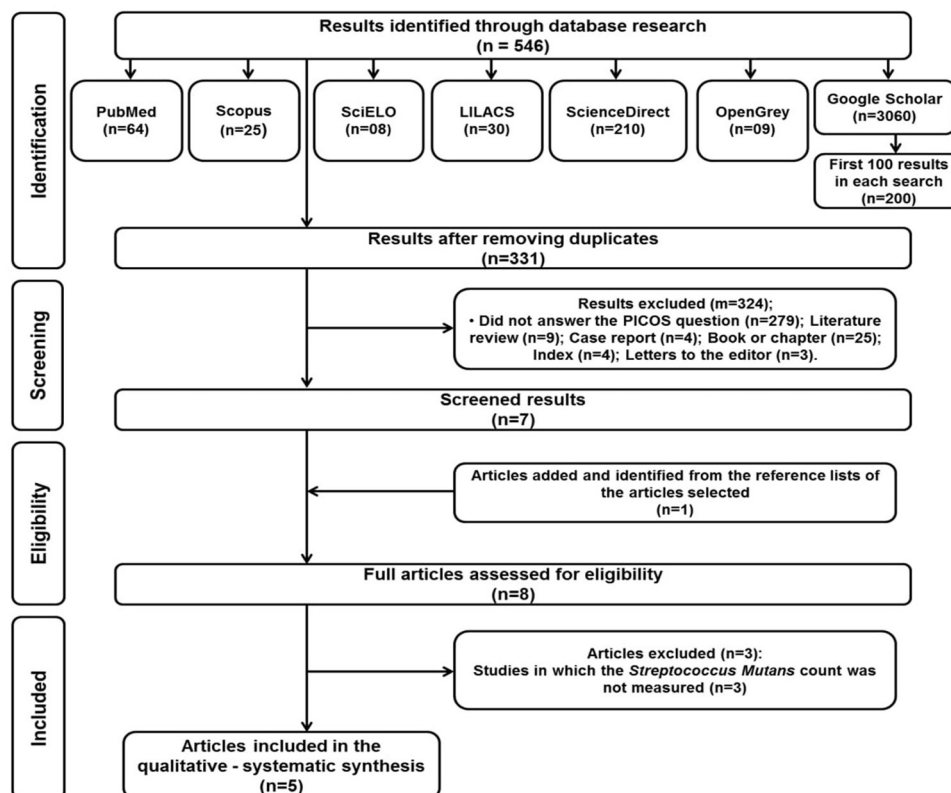 Identification
Results identified through database research
(n = 546)
PubMed
(n=64)
Scopus
(n=25)
SciELO
(n=08)
LILACS
(n=30)
ScienceDirect
(n=210)
OpenGrey
(n=09)
Google Scholar
(n=3060)
First 100 results
in each search
(n=200)
Results after removing duplicates
(n=331)
Screening
Results excluded (m=324);
• Did not answer the PICOS question (n=279); Literature
review (n=9); Case report (n=4); Book or chapter (n=25);
Index (n=4); Letters to the editor (n=3).
Screened results
(n=7)
Eligibility
Articles added and identified from the reference lists of
the articles selected
(n=1)
Full articles assessed for eligibility
(n=8)
Included
Articles excluded (n=3):
Studies in which the Streptococcus Mutans count was
not measured (n=3)
Articles included in the
qualitative - systematic synthesis
(n=5)